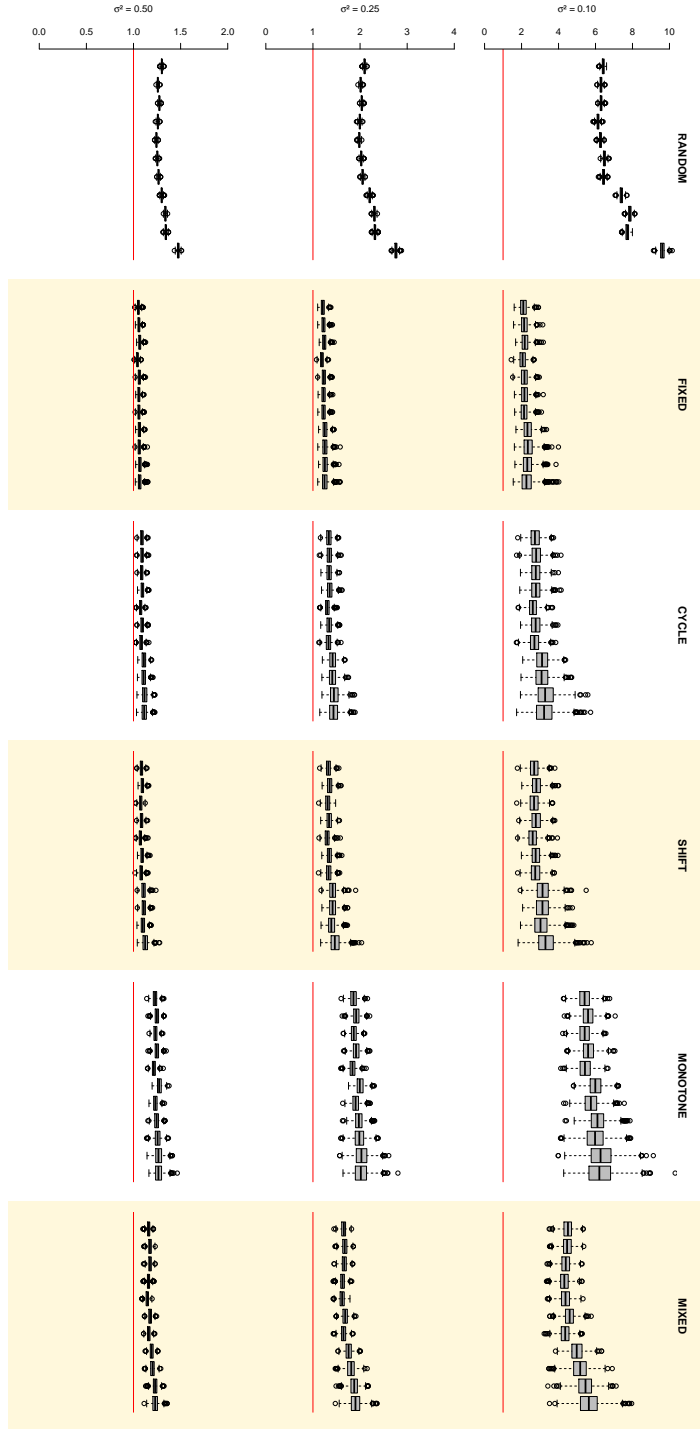 σ² = 0.50
σ² = 0.25
σ² = 0.10
0.0 0.5 1.0 1.5 2.0
0 1 2 3 4
0 2 4 6 8 10
RANDOM
FIXED
CYCLE
SHIFT
MONOTONE
MIXED